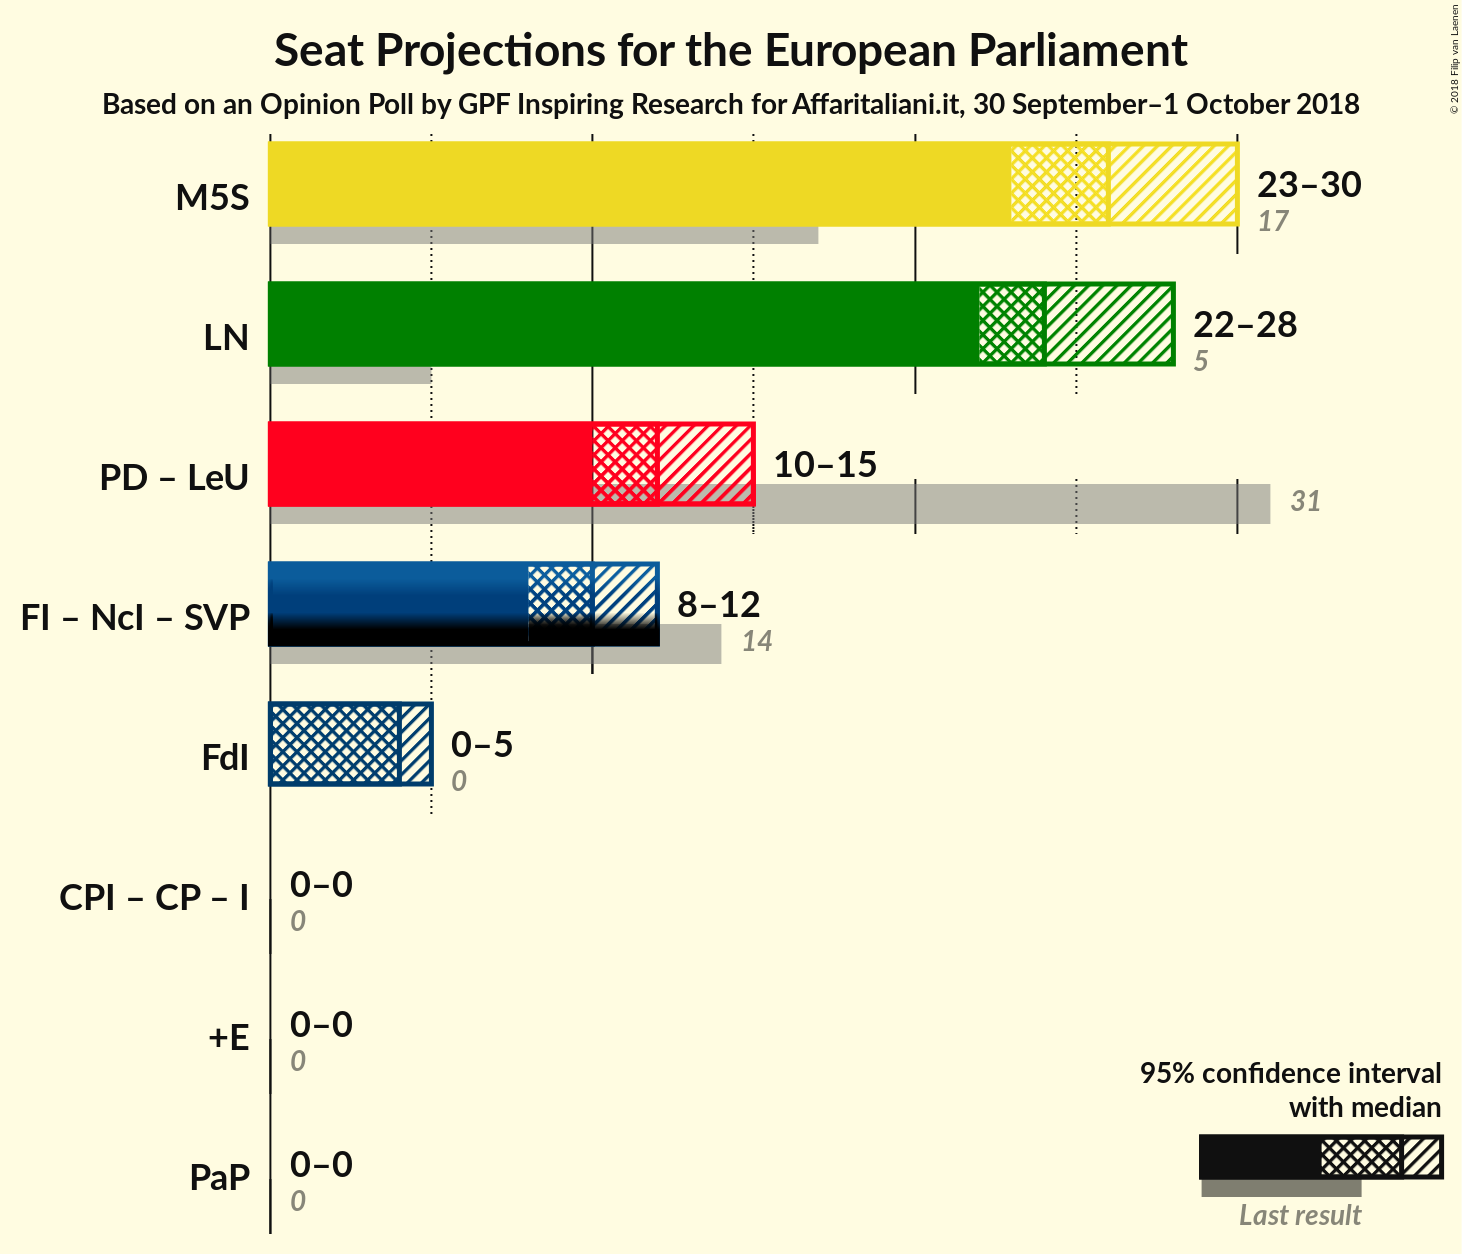 Seat Projections for the European Parliament
Based on an Opinion Poll by GPF Inspiring Research for Affaritaliani.it, 30 September–1 October 2018
© 2018 Filip van Laenen
M5S
23–30
17
LN
22–28
5
PD – LeU
10–15
31
FI – NcI – SVP
8–12
14
FdI
0–5
0
CPI – CP – I
0–0
0
+E
0–0
0
PaP
0–0
0
95% confidence interval
with median
Last result